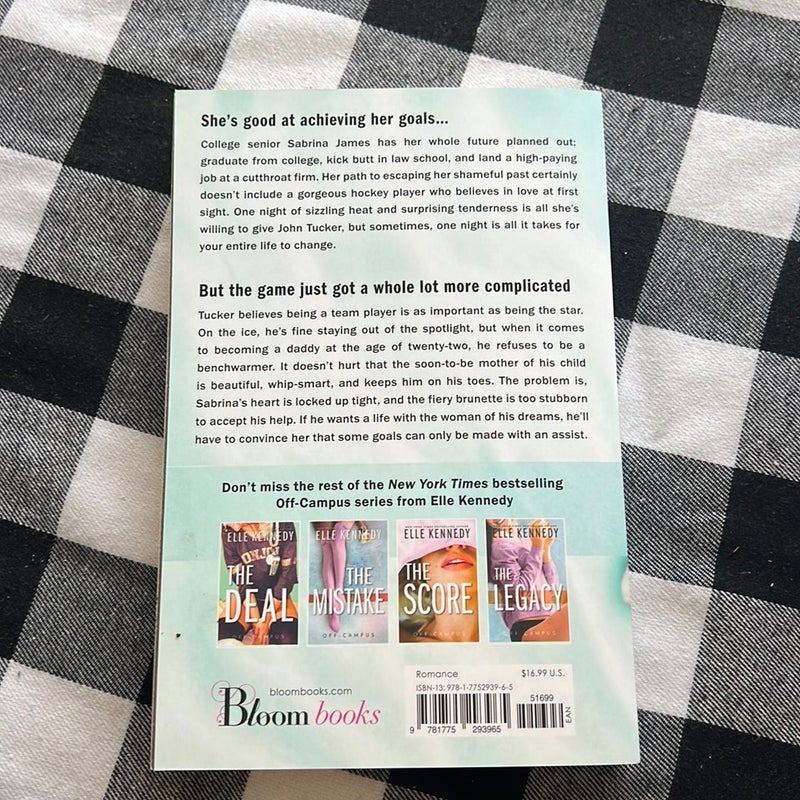 She's good at achieving her goals...
College senior Sabrina James has her whole future planned out:
graduate from college, kick butt in law school, and land a high-paying
job at a cutthroat firm. Her path to escaping her shameful past certainly
doesn't include a gorgeous hockey player who believes in love at first
sight. One night of sizzling heat and surprising tenderness is all she's
willing to give John Tucker, but sometimes, one night is all it takes for
your entire life to change.
But the game just got a whole lot more complicated
Tucker believes being a team player is as important as being the star.
On the ice, he's fine staying out of the spotlight, but when it comes
to becoming a daddy at the age of twenty-two, he refuses to be a
benchwarmer. It doesn't hurt that the soon-to-be mother of his child
is beautiful, whip-smart, and keeps him on his toes. The problem is,
Sabrina's heart is locked up tight, and the fiery brunette is too stubborn
to accept his help. If he wants a life with the woman of his dreams, he'll
have to convince her that some goals can only be made with an assist.
Don't miss the rest of the New York Times bestselling
Off-Campus series from Elle Kennedy
ELLE KENNEDY
THE
DEAL
OFF-CAMPUS
ELLE KENNEDY
THE
MISTAKE
OFF-CAMPUS
ELLE KENNEDY
THE
SCORE
OFF-CAMPUS
ELLE KENNEDY
THE
LEGACY
OFF-CAMPUS
bloombooks.com
Bloom books
Romance $16.99 U.S.
ISBN-13: 978-1-7752939-6-5
51699
EAN
9 781775 293965